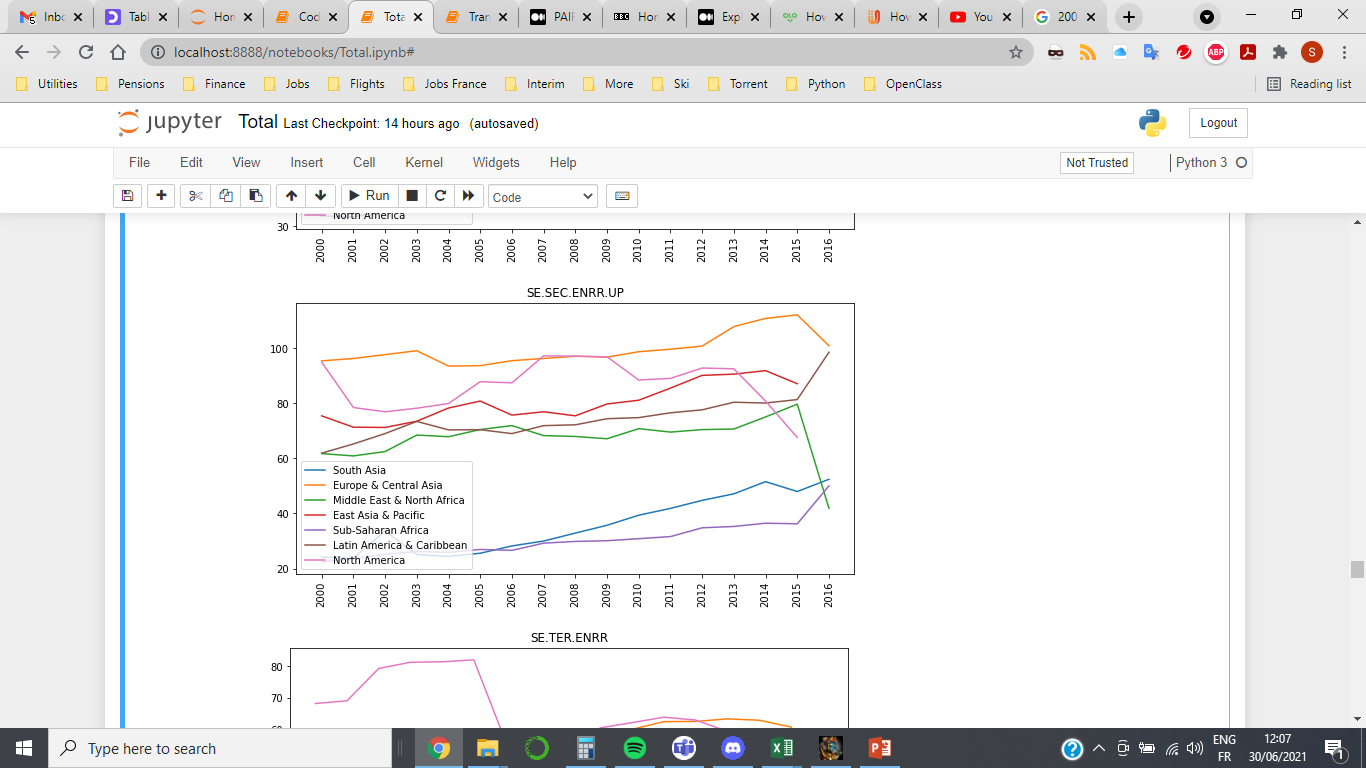 Inbo
Tabl
Hon
Cod
Tota
Tran
PAIF
BBC Hor
Exp
OLO Hov
Hov
You
200
localhost:8888/notebooks/Total.ipynb#
ABP
S
Utilities
Pensions
Finance
Jobs
Flights
Jobs France
Interim
More
Ski
Torrent
Python
OpenClass
Reading list
jupyter Total Last Checkpoint: 14 hours ago (autosaved)
Logout
File Edit View Insert Cell Kernel Widgets Help
Not Trusted
Python 3
Run
Code
North America
30
2000 2001 2002 2003 2004 2005 2006 2007 2008 2009 2010 2011 2012 2013 2014 2015 2016
SE.SEC.ENRR.UP
100
80
60
40
20
South Asia
Europe & Central Asia
Middle East & North Africa
East Asia & Pacific
Sub-Saharan Africa
Latin America & Caribbean
North America
2000 2001 2002 2003 2004 2005 2006 2007 2008 2009 2010 2011 2012 2013 2014 2015 2016
SE.TER.ENRR
80
70
Type here to search
ENG
FR
12:07
30/06/2021
1